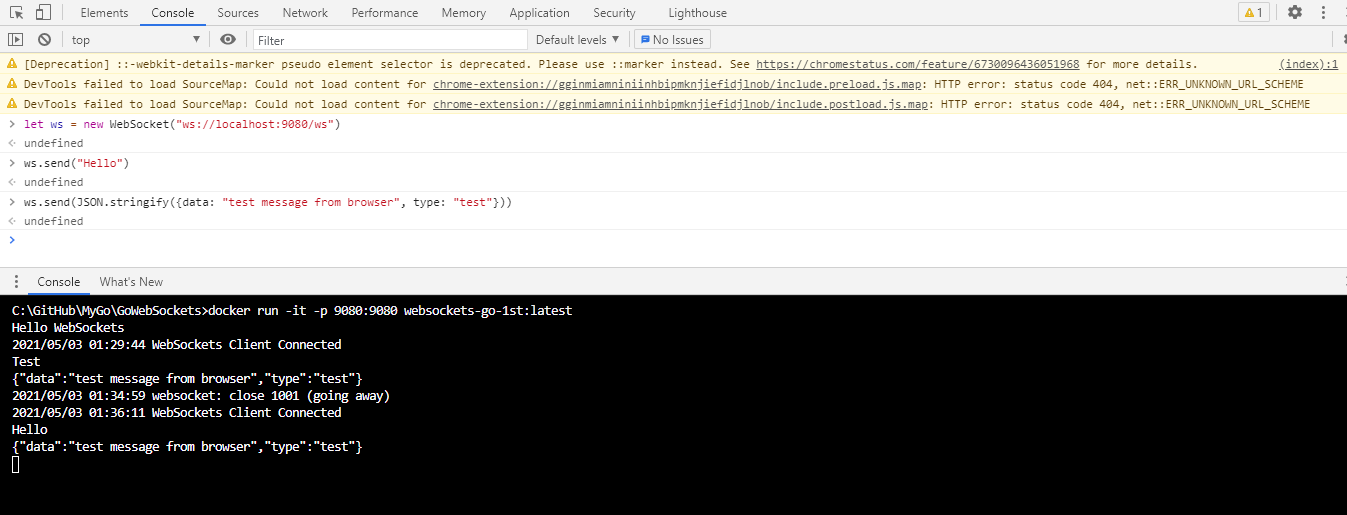 Elements Console Sources Network Performance Memory Application Security Lighthouse 1
top Filter Default levels No Issues
[Deprecation] ::-webkit-details-marker pseudo element selector is deprecated. Please use ::marker instead. See https://chromestatus.com/feature/6730096436051968 for more details. (index):1
DevTools failed to load SourceMap: Could not load content for chrome-extension://gginmiamniniinhbipmknjiefidjlnob/include.preload.js.map: HTTP error: status code 404, net::ERR_UNKNOWN_URL_SCHEME
DevTools failed to load SourceMap: Could not load content for chrome-extension://gginmiamniniinhbipmknjiefidjlnob/include.postload.js.map: HTTP error: status code 404, net::ERR_UNKNOWN_URL_SCHEME
> let ws = new WebSocket("ws://localhost:9080/ws")
undefined
> ws.send("Hello")
undefined
> ws.send(JSON.stringify({data: "test message from browser", type: "test"}))
undefined
>
Console What's New
C:\GitHub\MyGo\GoWebSockets>docker run -it -p 9080:9080 websockets-go-1st:latest
Hello WebSockets
2021/05/03 01:29:44 WebSockets Client Connected
Test
{"data":"test message from browser","type":"test"}
2021/05/03 01:34:59 websocket: close 1001 (going away)
2021/05/03 01:36:11 WebSockets Client Connected
Hello
{"data":"test message from browser","type":"test"}